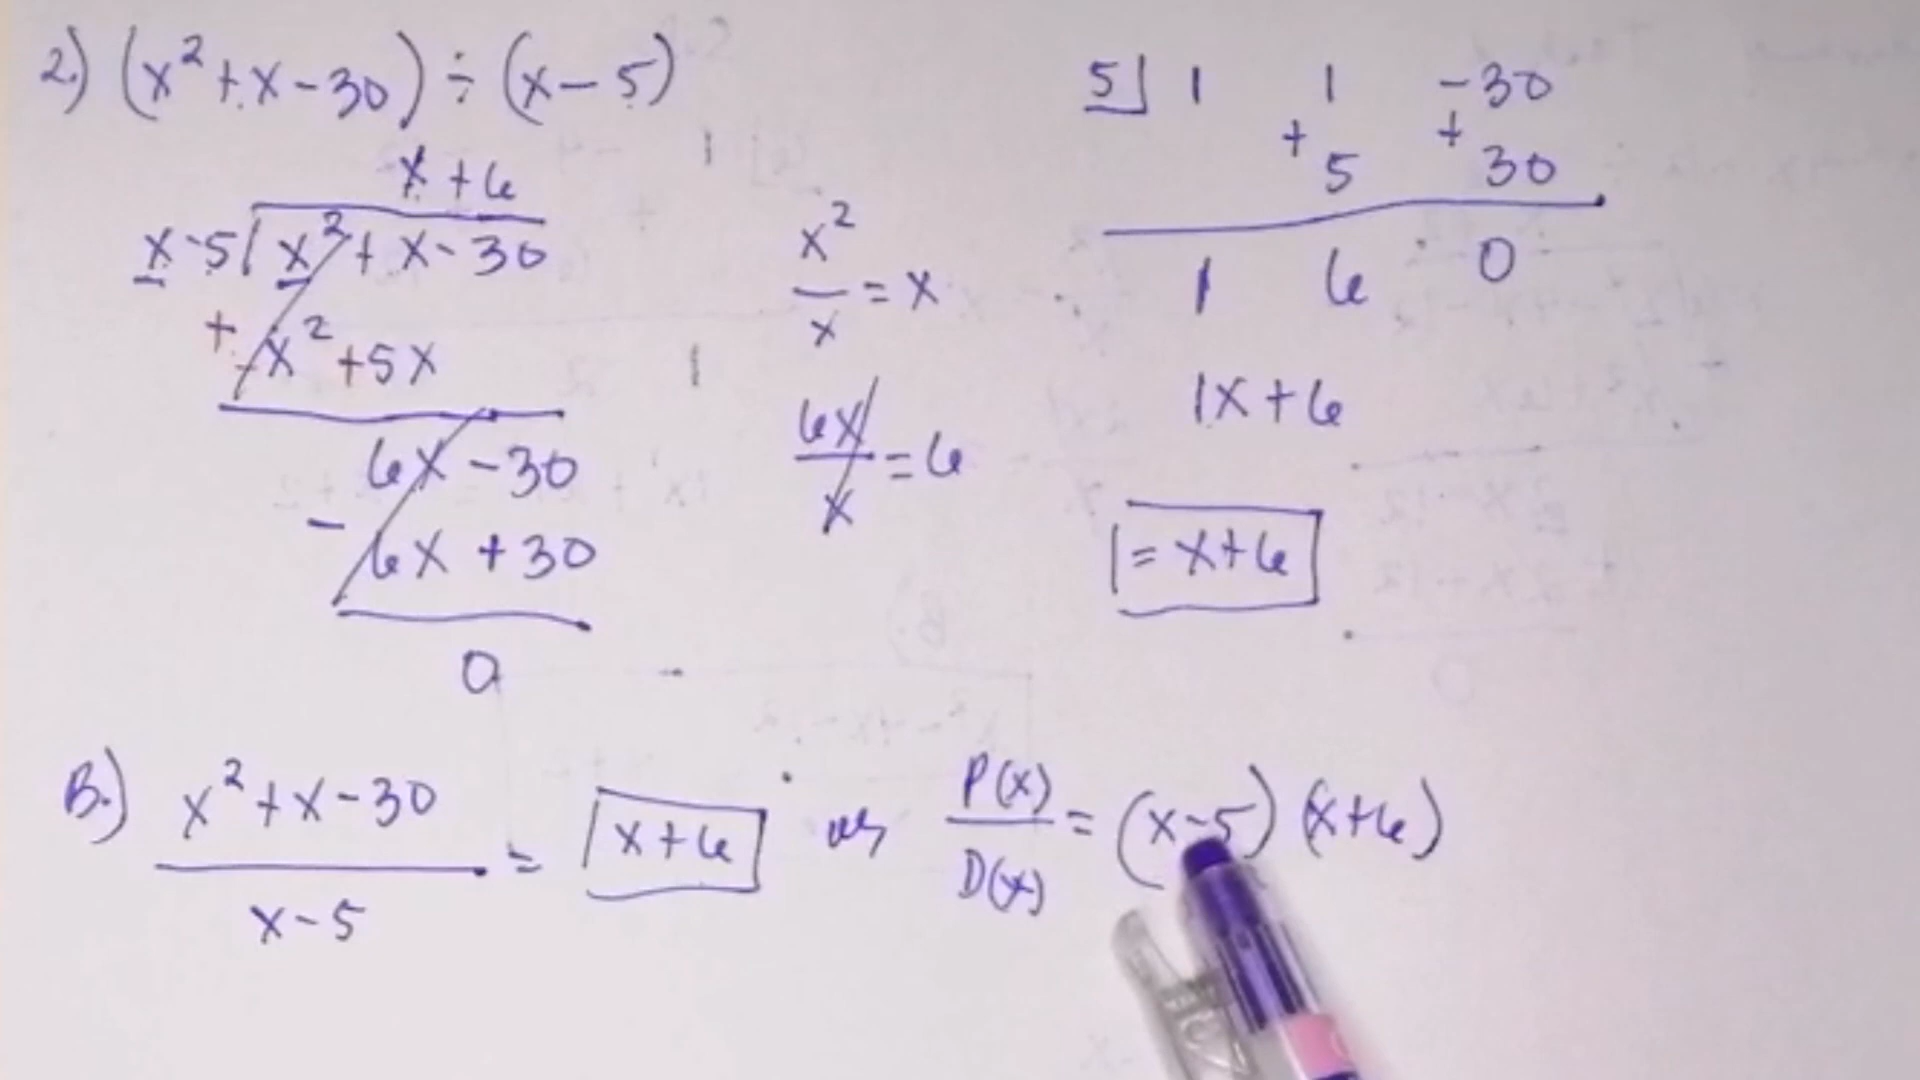 2.) (x² + x - 30) ÷ (x - 5)
x + 6
x - 5 | x² + x - 30
+ -x² + 5x
6x - 30
- 6x + 30
0
x²
— = x
x
6x
— = 6
x
5| 1 1 -30
+ +
5 30
1 6 0
1x + 6
= x + 6
B.) x² + x - 30
——— = x + 6
x - 5
P(x)
— = (x - 5) (x + 6)
D(x)